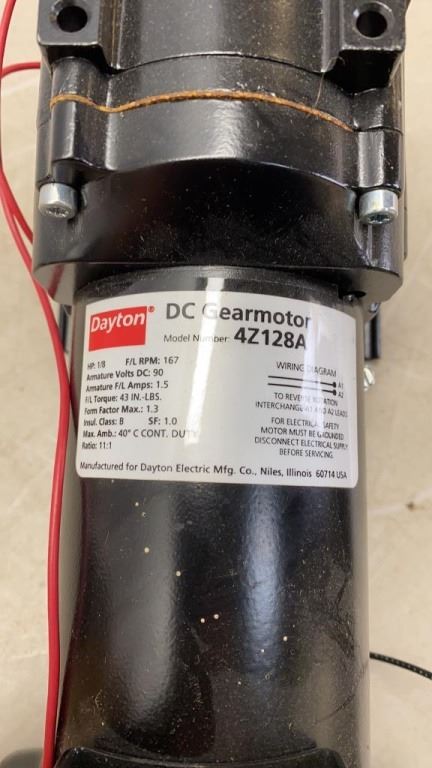 Dayton®
DC Gearmotor
Model Number: 4Z128A
HP: 1/8 F/L RPM: 167
Armature Volts DC: 90
Armature F/L Amps: 1.5
F/L Torque: 43 IN.-LBS.
Form Factor Max.: 1.3
Insul. Class: B SF: 1.0
Max. Amb.: 40° C CONT. DUTY
Ratio: 11:1
WIRING DIAGRAM
A1
A2
TO REVERSE ROTATION
INTERCHANGE A1 AND A2 LEADS
FOR ELECTRICAL SAFETY
MOTOR MUST BE GROUNDED
DISCONNECT ELECTRICAL SUPPLY
BEFORE SERVICING
Manufactured for Dayton Electric Mfg. Co., Niles, Illinois 60714 USA